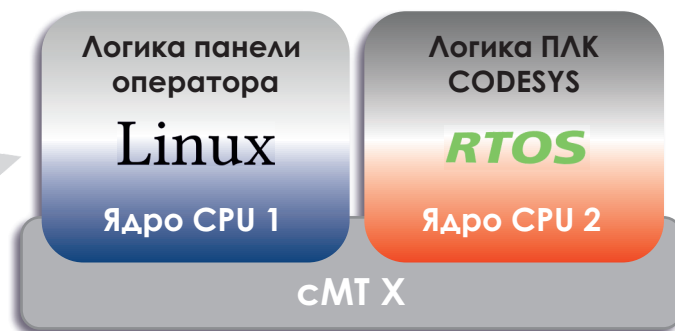 Логика панели
оператора
Linux
Ядро CPU 1
Логика ПЛК
CODESYS
RTOS
Ядро CPU 2
cMT X